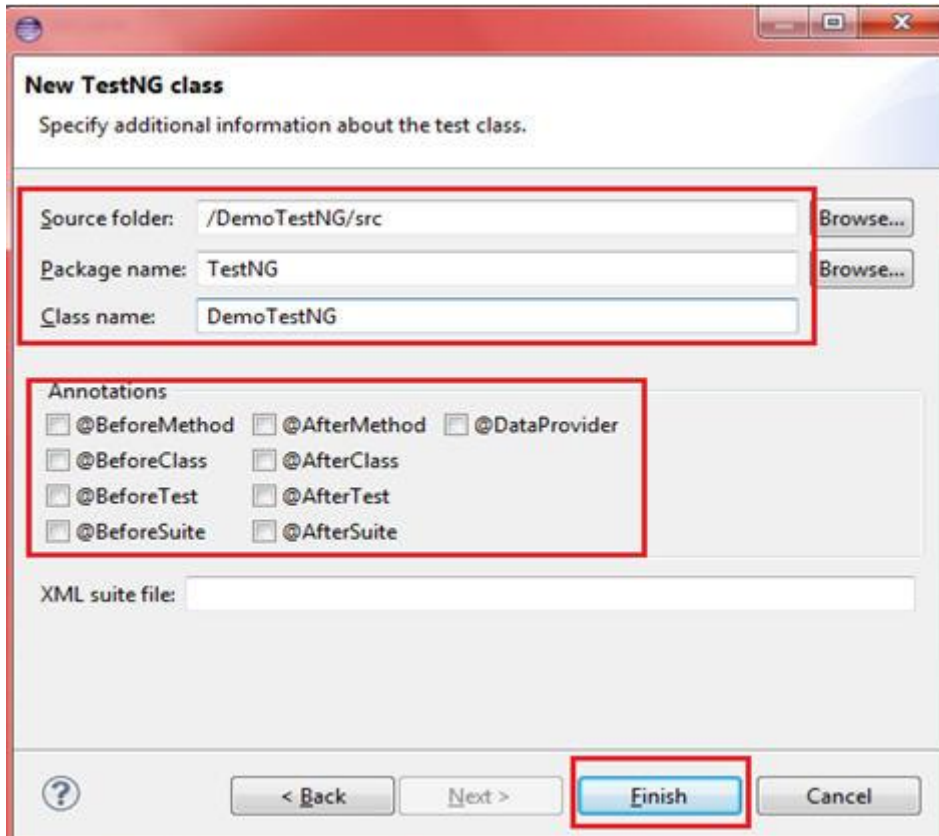 New TestNG class
Specify additional information about the test class.
Source folder: /DemoTestNG/src Browse...
Package name: TestNG Browse...
Class name: DemoTestNG
Annotations
@BeforeMethod @AfterMethod @DataProvider
@BeforeClass @AfterClass
@BeforeTest @AfterTest
@BeforeSuite @AfterSuite
XML suite file:
? < Back Next > Finish Cancel